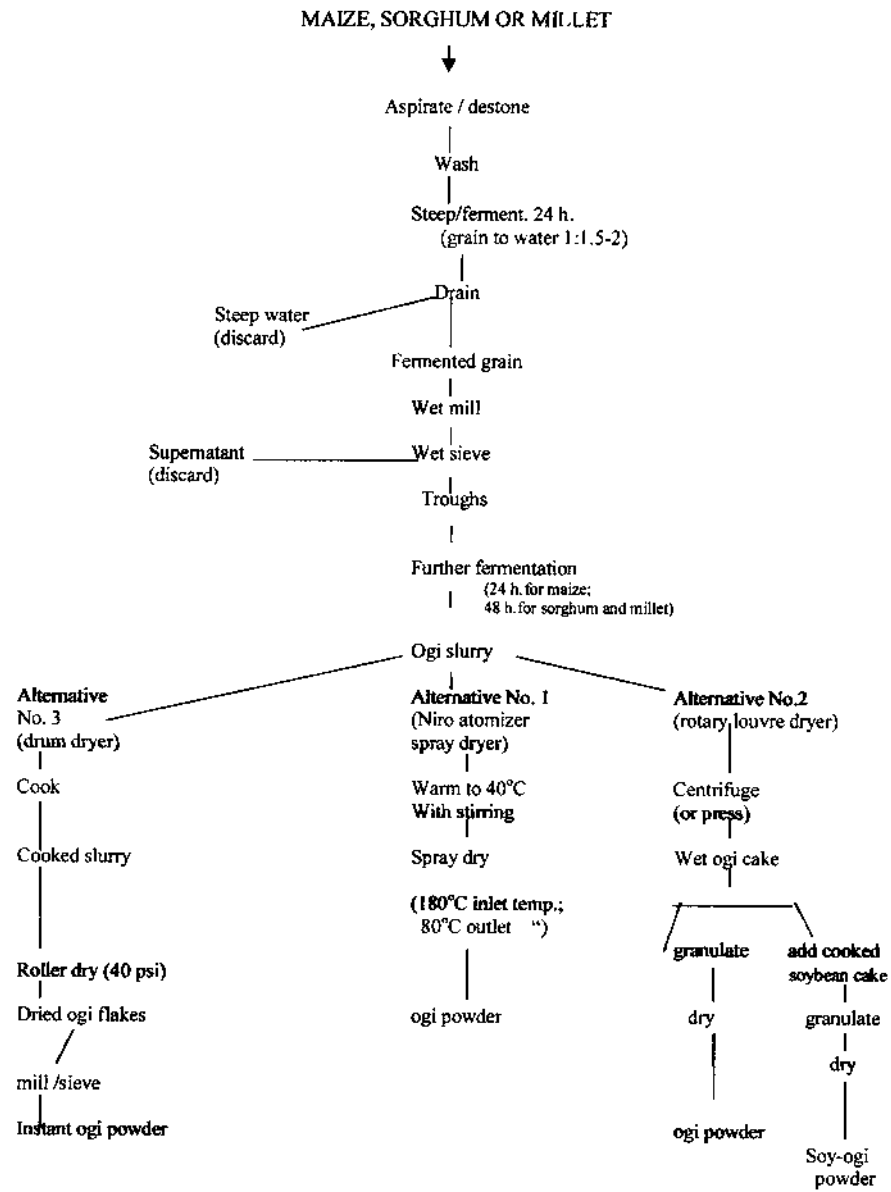 MAIZE, SORGHUM OR MILLET
Aspirate / destone
Wash
Steep/ferment. 24 h.
(grain to water 1:1.5-2)
Drain
Steep water
(discard)
Fermented grain
Wet mill
Supernatant
(discard)
Wet sieve
Troughs
Further fermentation
(24 h. for maize;
48 h. for sorghum and millet)
Ogi slurry
Alternative
No. 3
(drum dryer)
Cook
Cooked slurry
Roller dry (40 psi)
Dried ogi flakes
mill /sieve
Instant ogi powder
Alternative No. 1
(Niro atomizer
spray dryer)
Warm to 40°C
With stirring
Spray dry
(180°C inlet temp.;
80°C outlet “)
ogi powder
Alternative No.2
(rotary louvre dryer)
Centrifuge
(or press)
Wet ogi cake
granulate
dry
ogi powder
add cooked
soybean cake
granulate
dry
Soy-ogi
powder